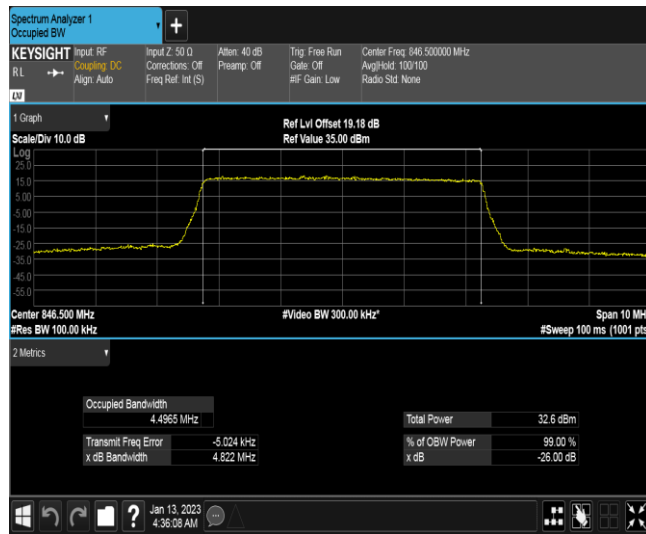 Spectrum Analyzer 1
Occupied BW
+
KEYSIGHT
Input: RF
Coupling: DC
Align: Auto
Input Z: 50 Ω
Corrections: Off
Freq Ref: Int (S)
Atten: 40 dB
Preamp: Off
Trig: Free Run
Gate: Off
#IF Gain: Low
Center Freq: 846.500000 MHz
Avg|Hold: 100/100
Radio Std: None
RL
LXI
1 Graph
Scale/Div 10.0 dB
Ref Lvl Offset 19.18 dB
Ref Value 35.00 dBm
Log
25.0
15.0
5.00
-5.00
-15.0
-25.0
-35.0
-45.0
-55.0
Center 846.500 MHz
#Video BW 300.00 kHz*
Span 10 MH
#Res BW 100.00 kHz
#Sweep 100 ms (1001 pts
2 Metrics
Occupied Bandwidth
4.4965 MHz
Total Power 32.6 dBm
Transmit Freq Error -5.024 kHz
% of OBW Power 99.00 %
x dB Bandwidth 4.822 MHz
x dB -26.00 dB
?
Jan 13, 2023
4:36:08 AM